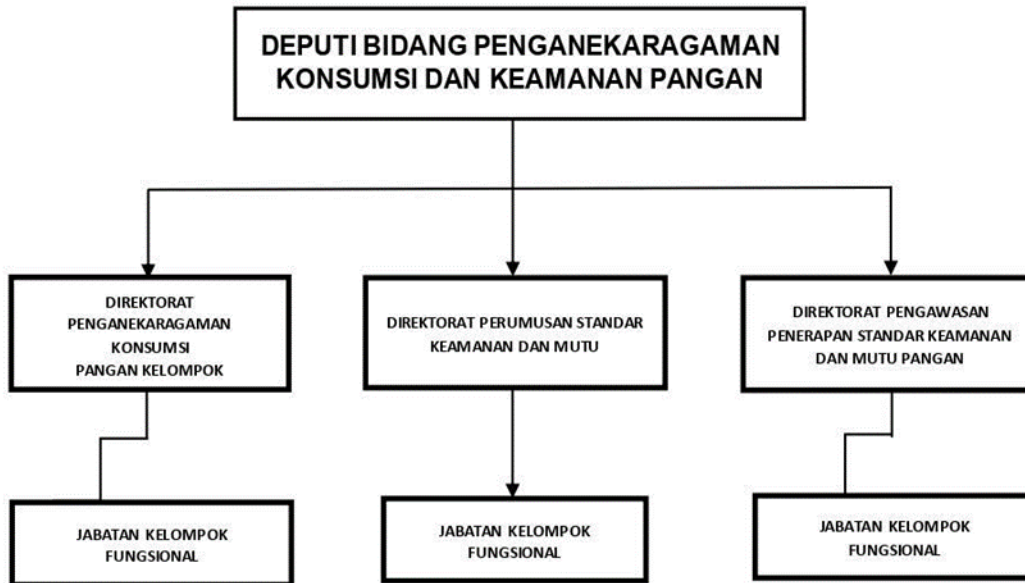 DEPUTI BIDANG PENGANEKARAGAMAN
KONSUMSI DAN KEAMANAN PANGAN
DIREKTORAT
PENGANEKARAGAMAN
KONSUMSI
PANGAN KELOMPOK
DIREKTORAT PERUMUSAN STANDAR
KEAMANAN DAN MUTU
DIREKTORAT PENGAWASAN
PENERAPAN STANDAR KEAMANAN
DAN MUTU PANGAN
JABATAN KELOMPOK
FUNGSIONAL
JABATAN KELOMPOK
FUNGSIONAL
JABATAN KELOMPOK
FUNGSIONAL